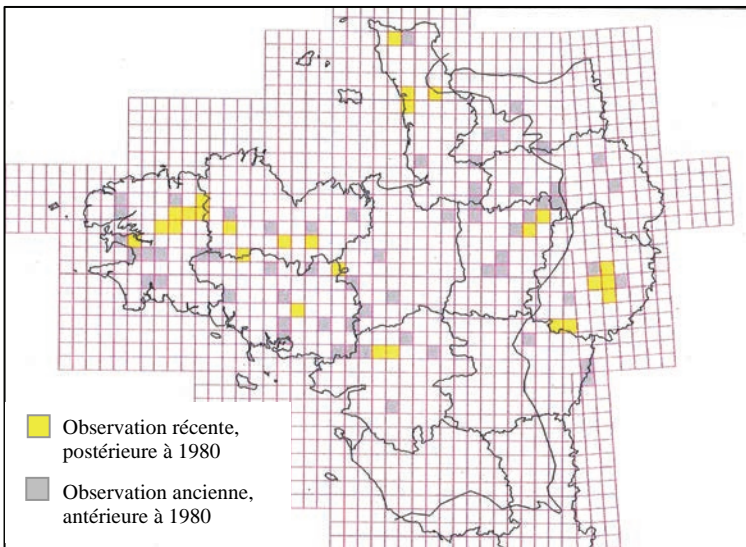 Observation récente,
postérieure à 1980
Observation ancienne,
antérieure à 1980